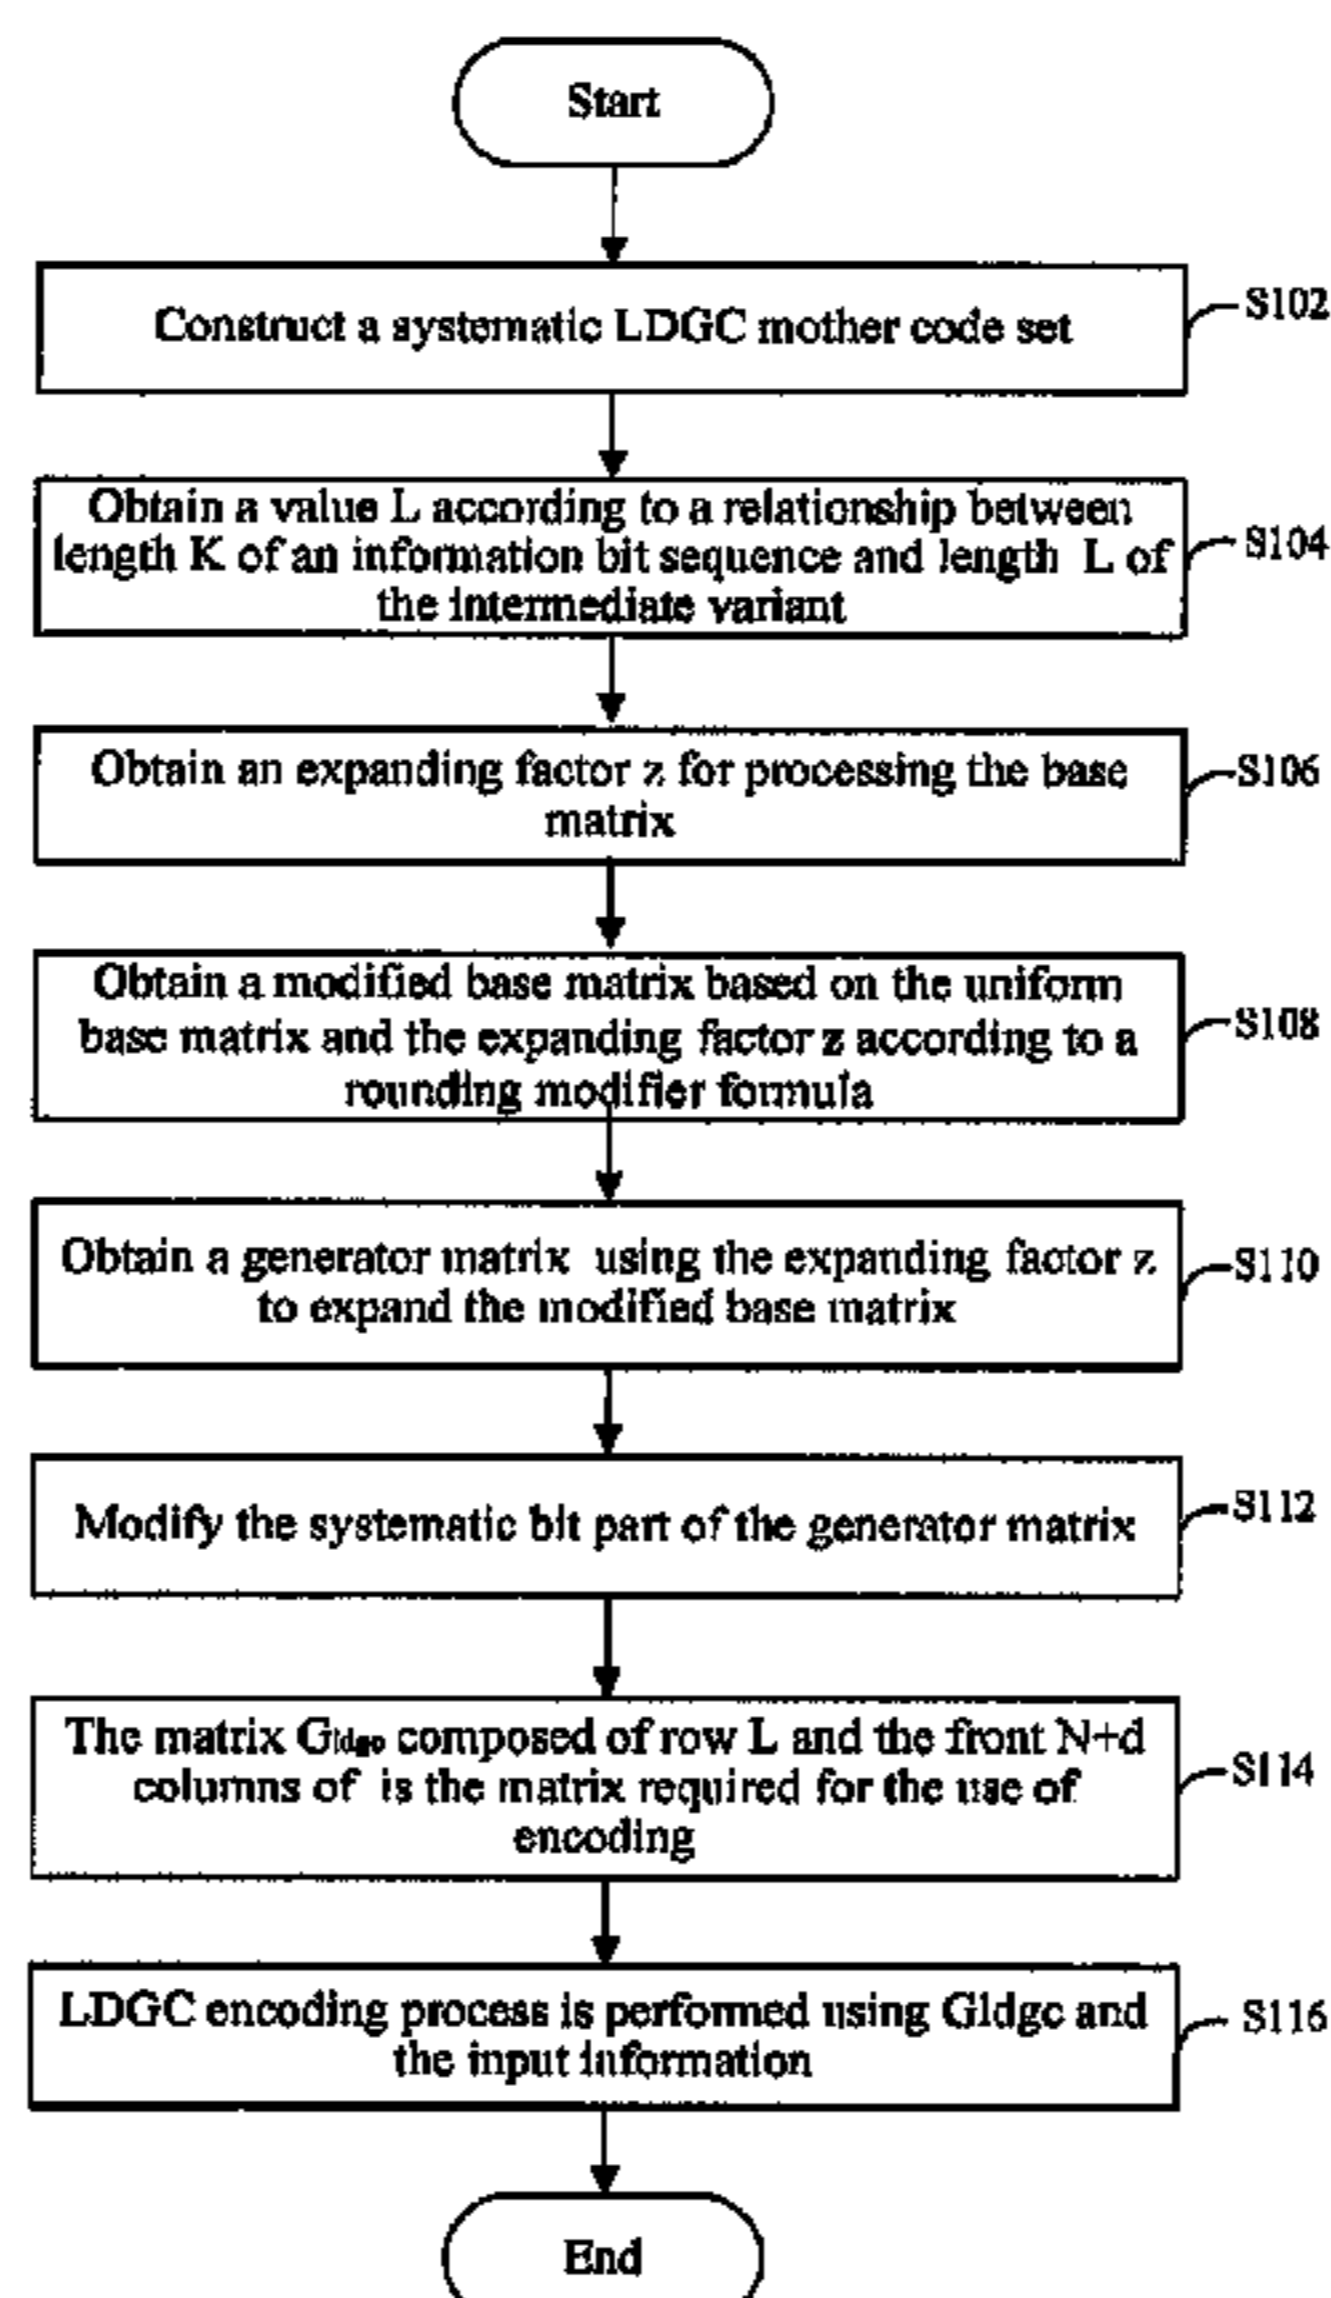 Start
Construct a systematic LDGC mother code set
S102
Obtain a value L according to a relationship between
length K of an information bit sequence and length L of
the intermediate variant
S104
Obtain an expanding factor z for processing the base
matrix
S106
Obtain a modified base matrix based on the uniform
base matrix and the expanding factor z according to a
rounding modifier formula
S108
Obtain a generator matrix using the expanding factor z
to expand the modified base matrix
S110
Modify the systematic bit part of the generator matrix
S112
The matrix Gldgc composed of row L and the front N+d
columns of is the matrix required for the use of
encoding
S114
LDGC encoding process is performed using Gldgc and
the input information
S116
End